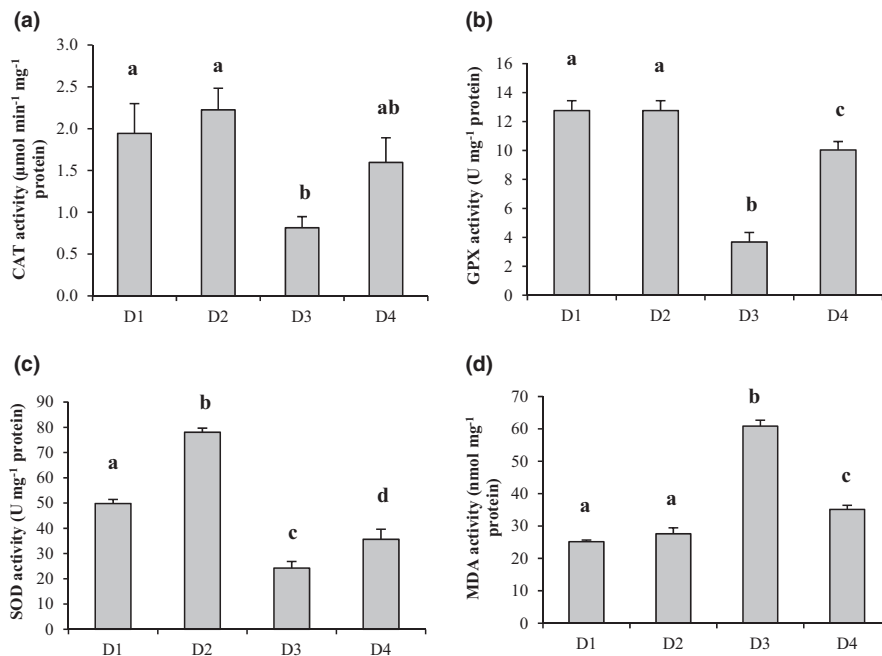 (a)
CAT activity (µmol min⁻¹ mg⁻¹
protein)
3.0
2.5
2.0
1.5
1.0
0.5
0.0
a
a
b
ab
D1
D2
D3
D4
(b)
GPX activity (U mg⁻¹ protein)
16
14
12
10
8
6
4
2
0
a
a
b
c
D1
D2
D3
D4
(c)
SOD activity (U mg⁻¹ protein)
90
80
70
60
50
40
30
20
10
0
a
b
c
d
D1
D2
D3
D4
(d)
MDA activity (nmol mg⁻¹
protein)
70
60
50
40
30
20
10
0
a
a
b
c
D1
D2
D3
D4